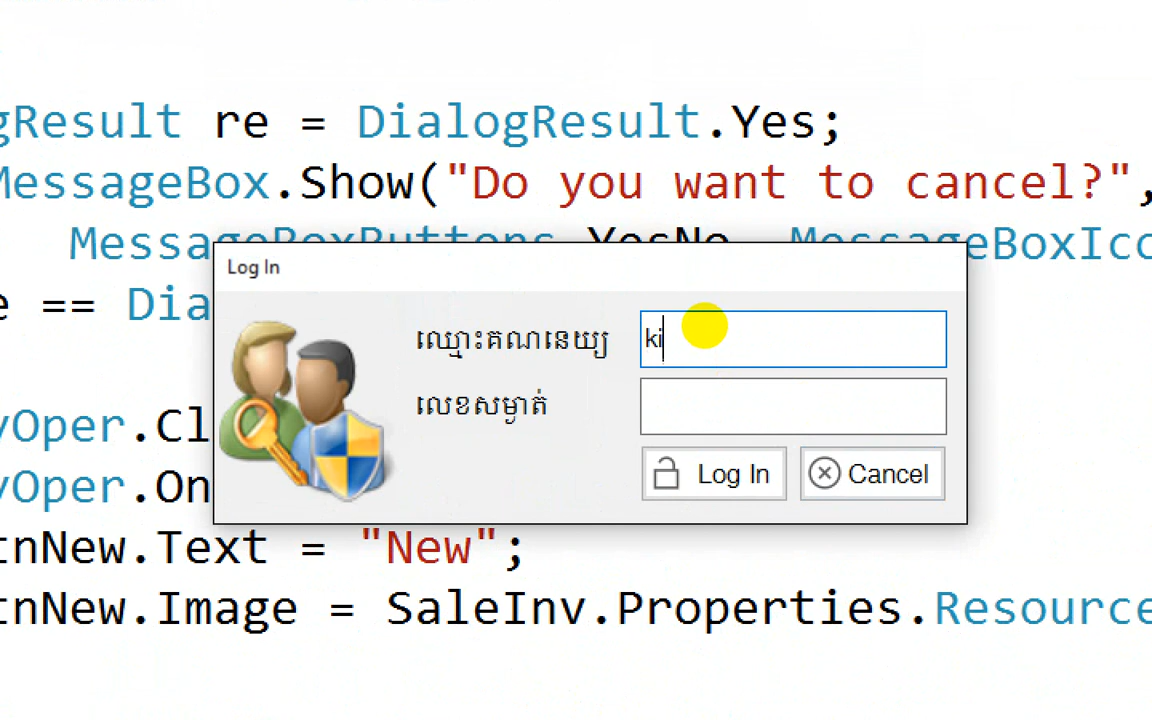 gResult re = DialogResult.Yes;
MessageBox.Show("Do you want to cancel?",
MessageBoxButtons.YesNo, MessageBoxIco
Log In
e == Dia
ឈ្មោះគណនេយ្យ ki
លេខសម្ងាត់
yOper.Cl
Log In Cancel
yOper.On
tnNew.Text = "New";
tnNew.Image = SaleInv.Properties.Resource